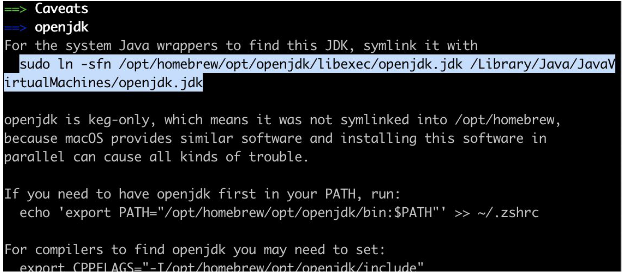 ==> Caveats
==> openjdk
For the system Java wrappers to find this JDK, symlink it with
  sudo ln -sfn /opt/homebrew/opt/openjdk/libexec/openjdk.jdk /Library/Java/JavaV
irtualMachines/openjdk.jdk

openjdk is keg-only, which means it was not symlinked into /opt/homebrew,
because macOS provides similar software and installing this software in
parallel can cause all kinds of trouble.

If you need to have openjdk first in your PATH, run:
  echo 'export PATH="/opt/homebrew/opt/openjdk/bin:$PATH"' >> ~/.zshrc

For compilers to find openjdk you may need to set:
  export CPPFLAGS="-I/opt/homebrew/opt/openjdk/include"